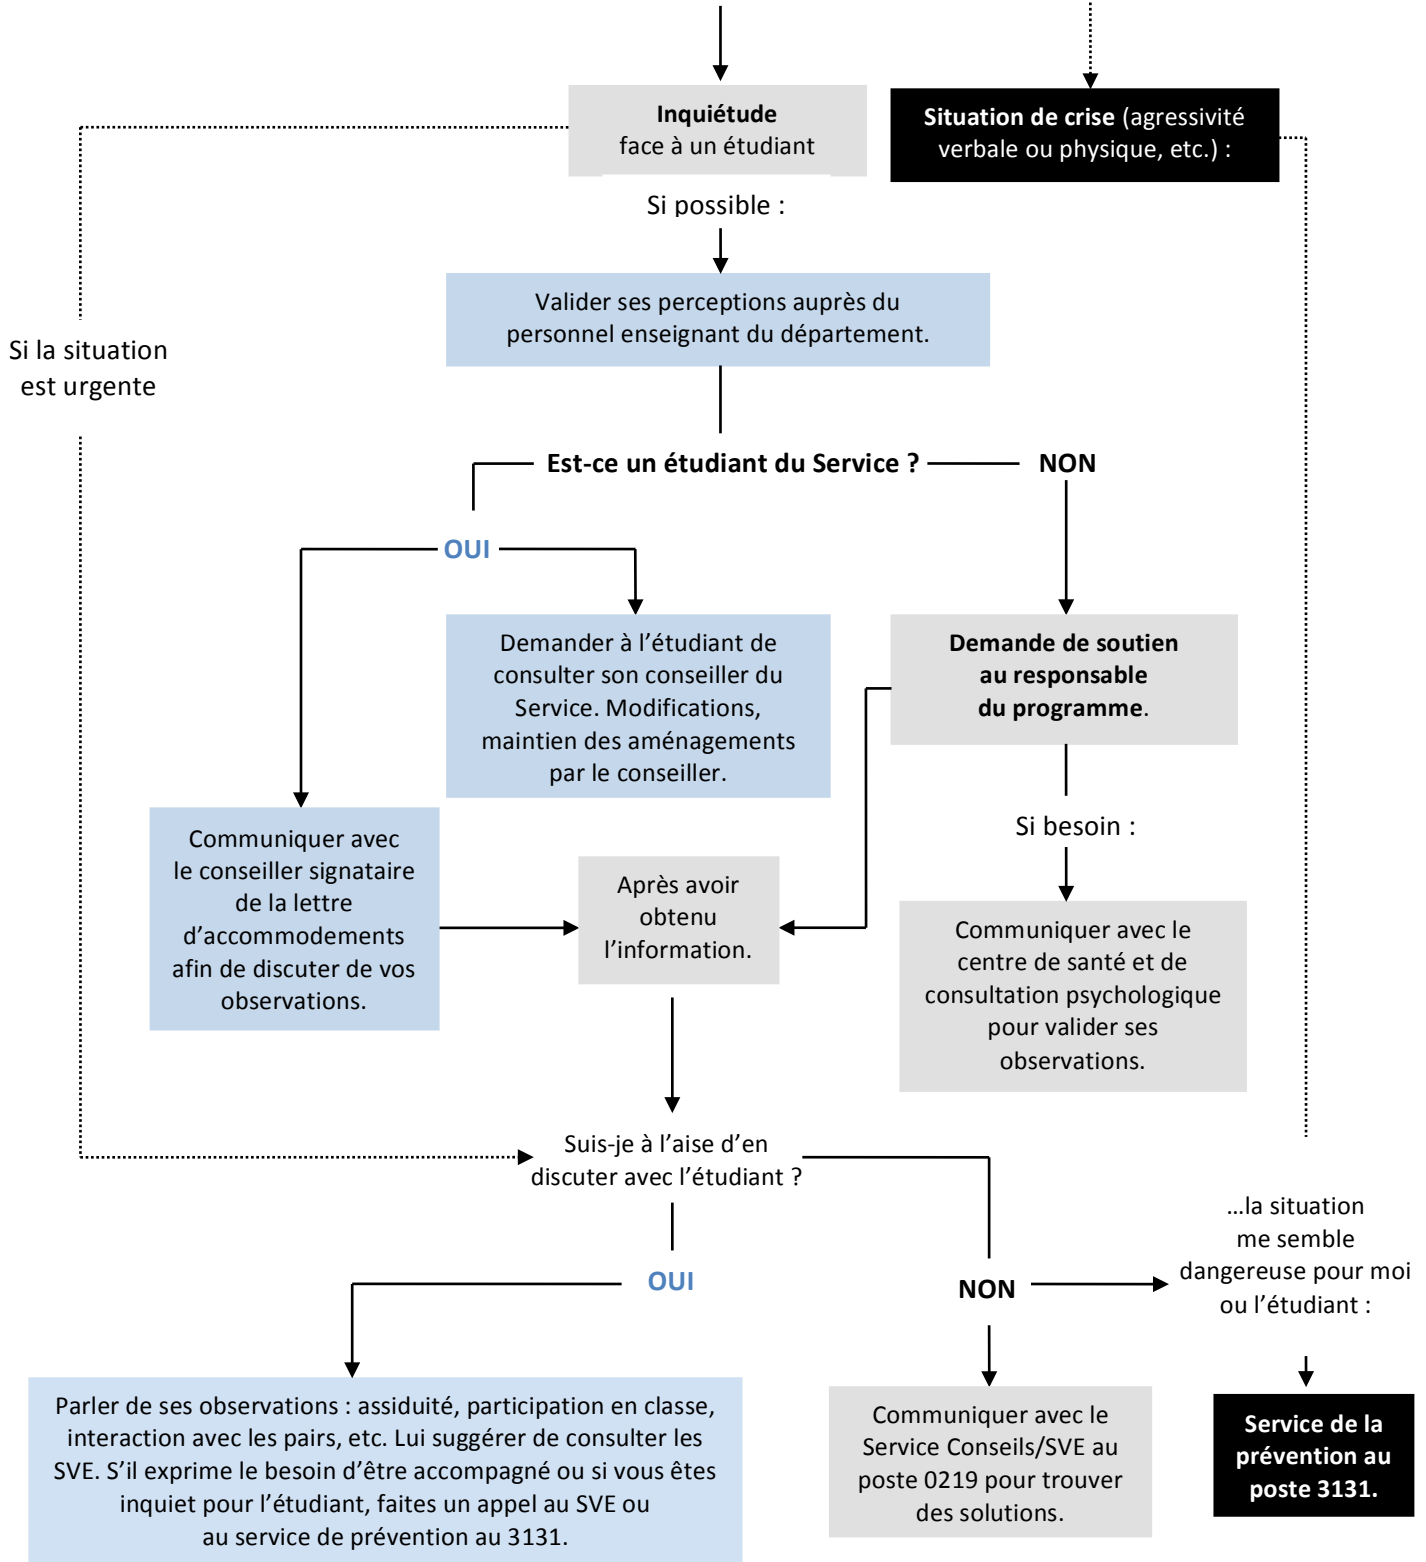 Inquiétude
face à un étudiant
Situation de crise (agressivité
verbale ou physique, etc.) :
Si possible :
Valider ses perceptions auprès du
personnel enseignant du département.
Si la situation
est urgente
Est-ce un étudiant du Service ?
NON
OUI
Demander à l’étudiant de
consulter son conseiller du
Service. Modifications,
maintien des aménagements
par le conseiller.
Demande de soutien
au responsable
du programme.
Si besoin :
Communiquer avec
le conseiller signataire
de la lettre
d’accommodements
afin de discuter de vos
observations.
Après avoir
obtenu
l’information.
Communiquer avec le
centre de santé et de
consultation psychologique
pour valider ses
observations.
Suis-je à l’aise d’en
discuter avec l’étudiant ?
…la situation
me semble
dangereuse pour moi
ou l’étudiant :
OUI
NON
Parler de ses observations : assiduité, participation en classe,
interaction avec les pairs, etc. Lui suggérer de consulter les
SVE. S’il exprime le besoin d’être accompagné ou si vous êtes
inquiet pour l’étudiant, faites un appel au SVE ou
au service de prévention au 3131.
Communiquer avec le
Service Conseils/SVE au
poste 0219 pour trouver
des solutions.
Service de la
prévention au
poste 3131.